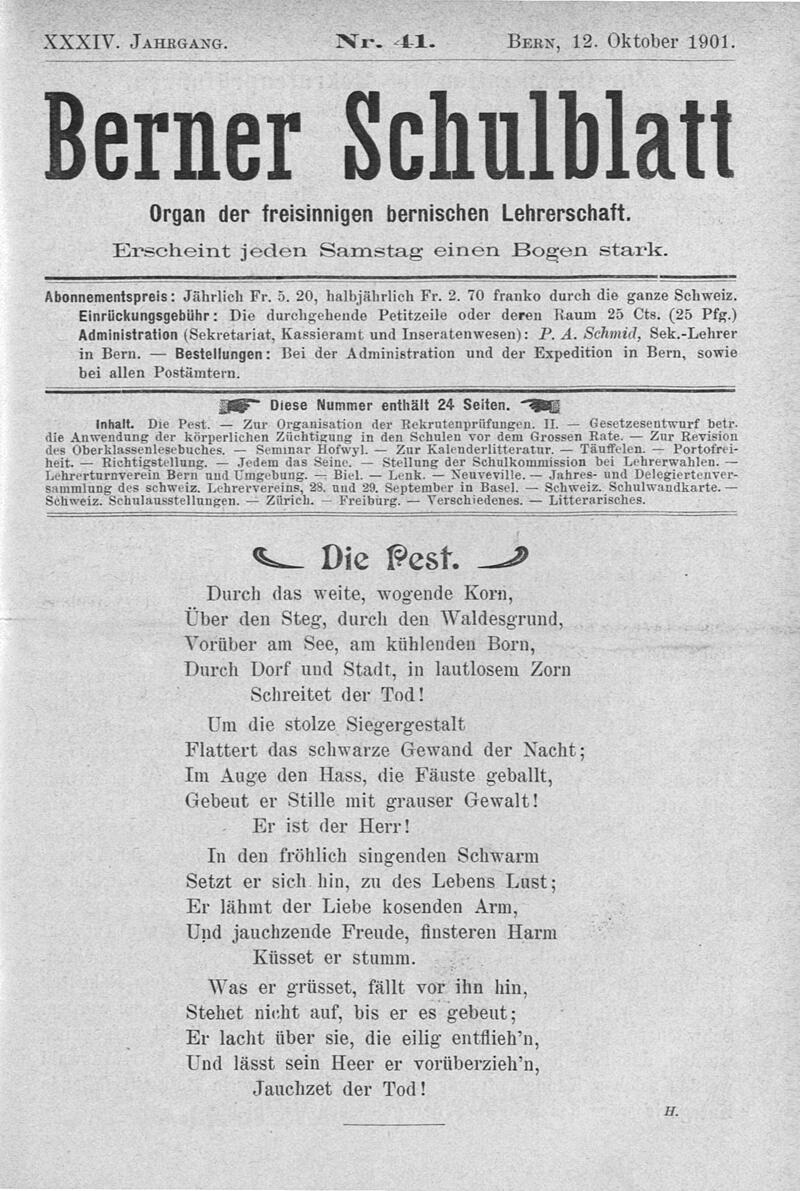 XXXIV. Jahrgang. Nr. 41. Bern, 12. Oktober 1901.
Berner Schulblatt
Organ der freisinnigen bernischen Lehrerschaft.
Erscheint jeden Samstag einen Bogen stark.
Abonnementspreis: Jährlich Fr. 5. 20, halbjährlich Fr. 2. 70 franko durch die ganze Schweiz.
Einrückungsgebühr: Die durchgehende Petitzeile oder deren Raum 25 Cts. (25 Pfg.)
Administration (Sekretariat, Kassieramt und Inseratenwesen): P. A. Schmid, Sek.-Lehrer
in Bern. — Bestellungen: Bei der Administration und der Expedition in Bern, sowie
bei allen Postämtern.
Diese Nummer enthält 24 Seiten.
Inhalt. Die Pest. — Zur Organisation der Rekrutenprüfungen. II. — Gesetzesentwurf betr.
die Anwendung der körperlichen Züchtigung in den Schulen vor dem Grossen Rate. — Zur Revision
des Oberklassenlesebuches. — Seminar Hofwyl. — Zur Kalenderlitteratur. — Täuffelen. — Portofrei-
heit. — Richtigstellung. — Jedem das Seine. — Stellung der Schulkommission bei Lehrerwahlen. —
Lehrerturnverein Bern und Umgebung. — Biel. — Lenk. — Neuveville. — Jahres- und Delegiertenver-
sammlung des schweiz. Lehrervereins, 28. und 29. September in Basel. — Schweiz. Schulwandkarte. —
Schweiz. Schulausstellungen. — Zürich. — Freiburg. — Verschiedenes. — Litterarisches.
Die Pest.
Durch das weite, wogende Korn,
Über den Steg, durch den Waldesgrund,
Vorüber am See, am kühlenden Born,
Durch Dorf und Stadt, in lautlosem Zorn
Schreitet der Tod!
Um die stolze Siegergestalt
Flattert das schwarze Gewand der Nacht;
Im Auge den Hass, die Fäuste geballt,
Gebeut er Stille mit grauser Gewalt!
Er ist der Herr!
In den fröhlich singenden Schwarm
Setzt er sich hin, zu des Lebens Lust;
Er lähmt der Liebe kosenden Arm,
Und jauchzende Freude, finsteren Harm
Küsset er stumm.
Was er grüsset, fällt vor ihn hin,
Stehet nicht auf, bis er es gebeut;
Er lacht über sie, die eilig entflieh'n,
Und lässt sein Heer er vorüberzieh'n,
Jauchzet der Tod!
H.